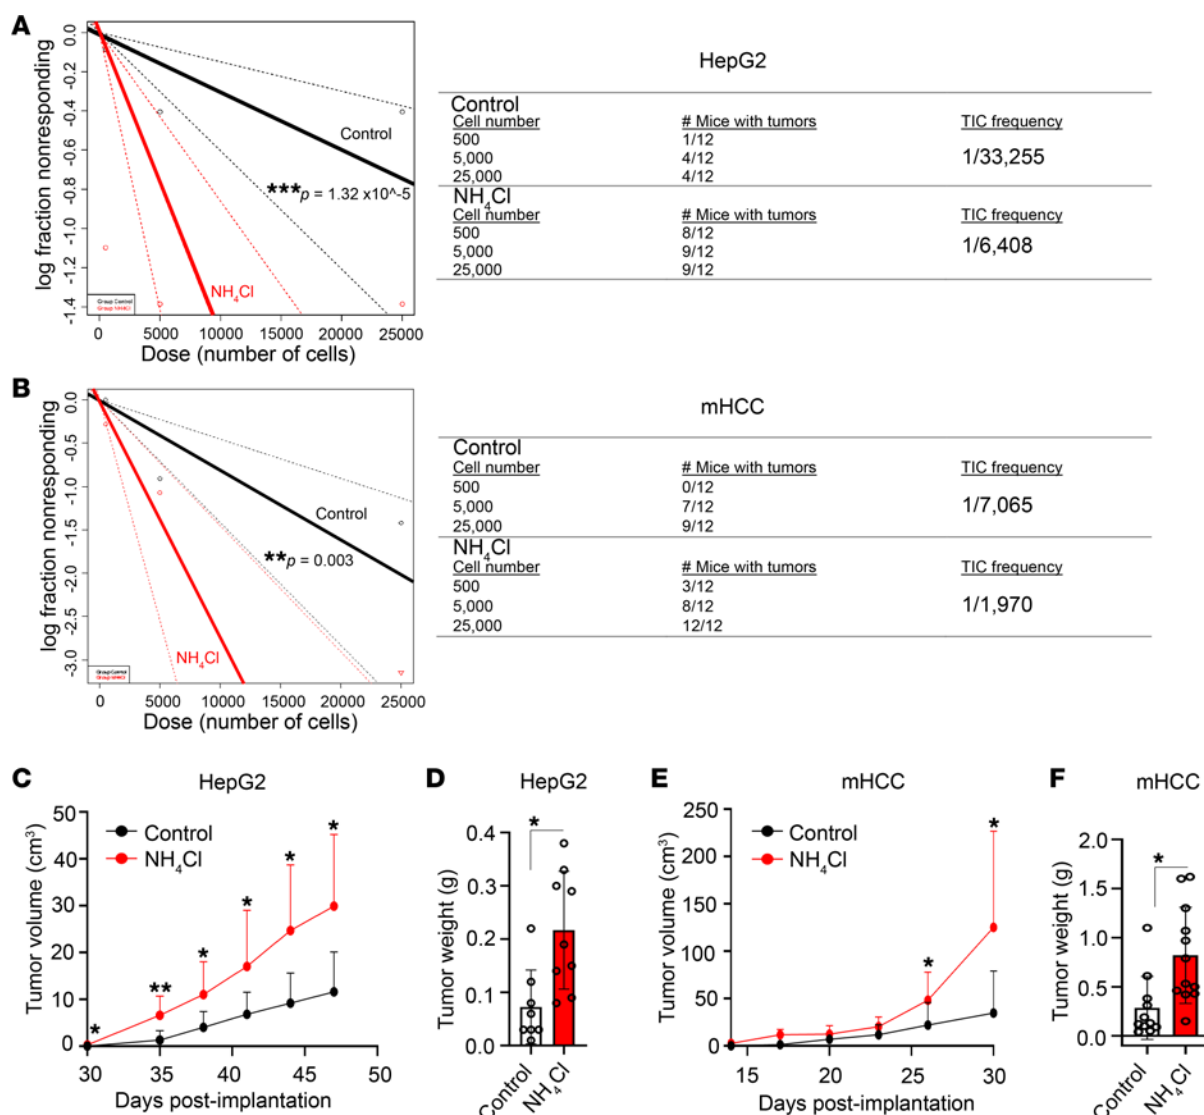 A
log fraction nonresponding
0.0
-0.2
-0.4
-0.6
-0.8
-1.0
-1.2
-1.4
Control
***p = 1.32 x10^-5
NH₄Cl
Group Control
Group NH4Cl
0 5000 10000 15000 20000 25000
Dose (number of cells)
HepG2
Control
Cell number # Mice with tumors TIC frequency
500 1/12
5,000 4/12 1/33,255
25,000 4/12
NH₄Cl
Cell number # Mice with tumors TIC frequency
500 8/12
5,000 9/12 1/6,408
25,000 9/12
B
log fraction nonresponding
0.0
-0.5
-1.0
-1.5
-2.0
-2.5
-3.0
Control
**p = 0.003
NH₄Cl
Group Control
Group NH4Cl
0 5000 10000 15000 20000 25000
Dose (number of cells)
mHCC
Control
Cell number # Mice with tumors TIC frequency
500 0/12
5,000 7/12 1/7,065
25,000 9/12
NH₄Cl
Cell number # Mice with tumors TIC frequency
500 3/12
5,000 8/12 1/1,970
25,000 12/12
C HepG2
Tumor volume (cm³)
50
40
30
20
10
0
Control
NH₄Cl
* ** * * * *
30 35 40 45 50
Days post-implantation
D HepG2
Tumor weight (g)
0.4
0.3
0.2
0.1
0.0
*
Control
NH₄Cl
E mHCC
Tumor volume (cm³)
250
200
150
100
50
0
Control
NH₄Cl
* *
15 20 25 30
Days post-implantation
F mHCC
Tumor weight (g)
2.0
1.5
1.0
0.5
0.0
*
Control
NH₄Cl